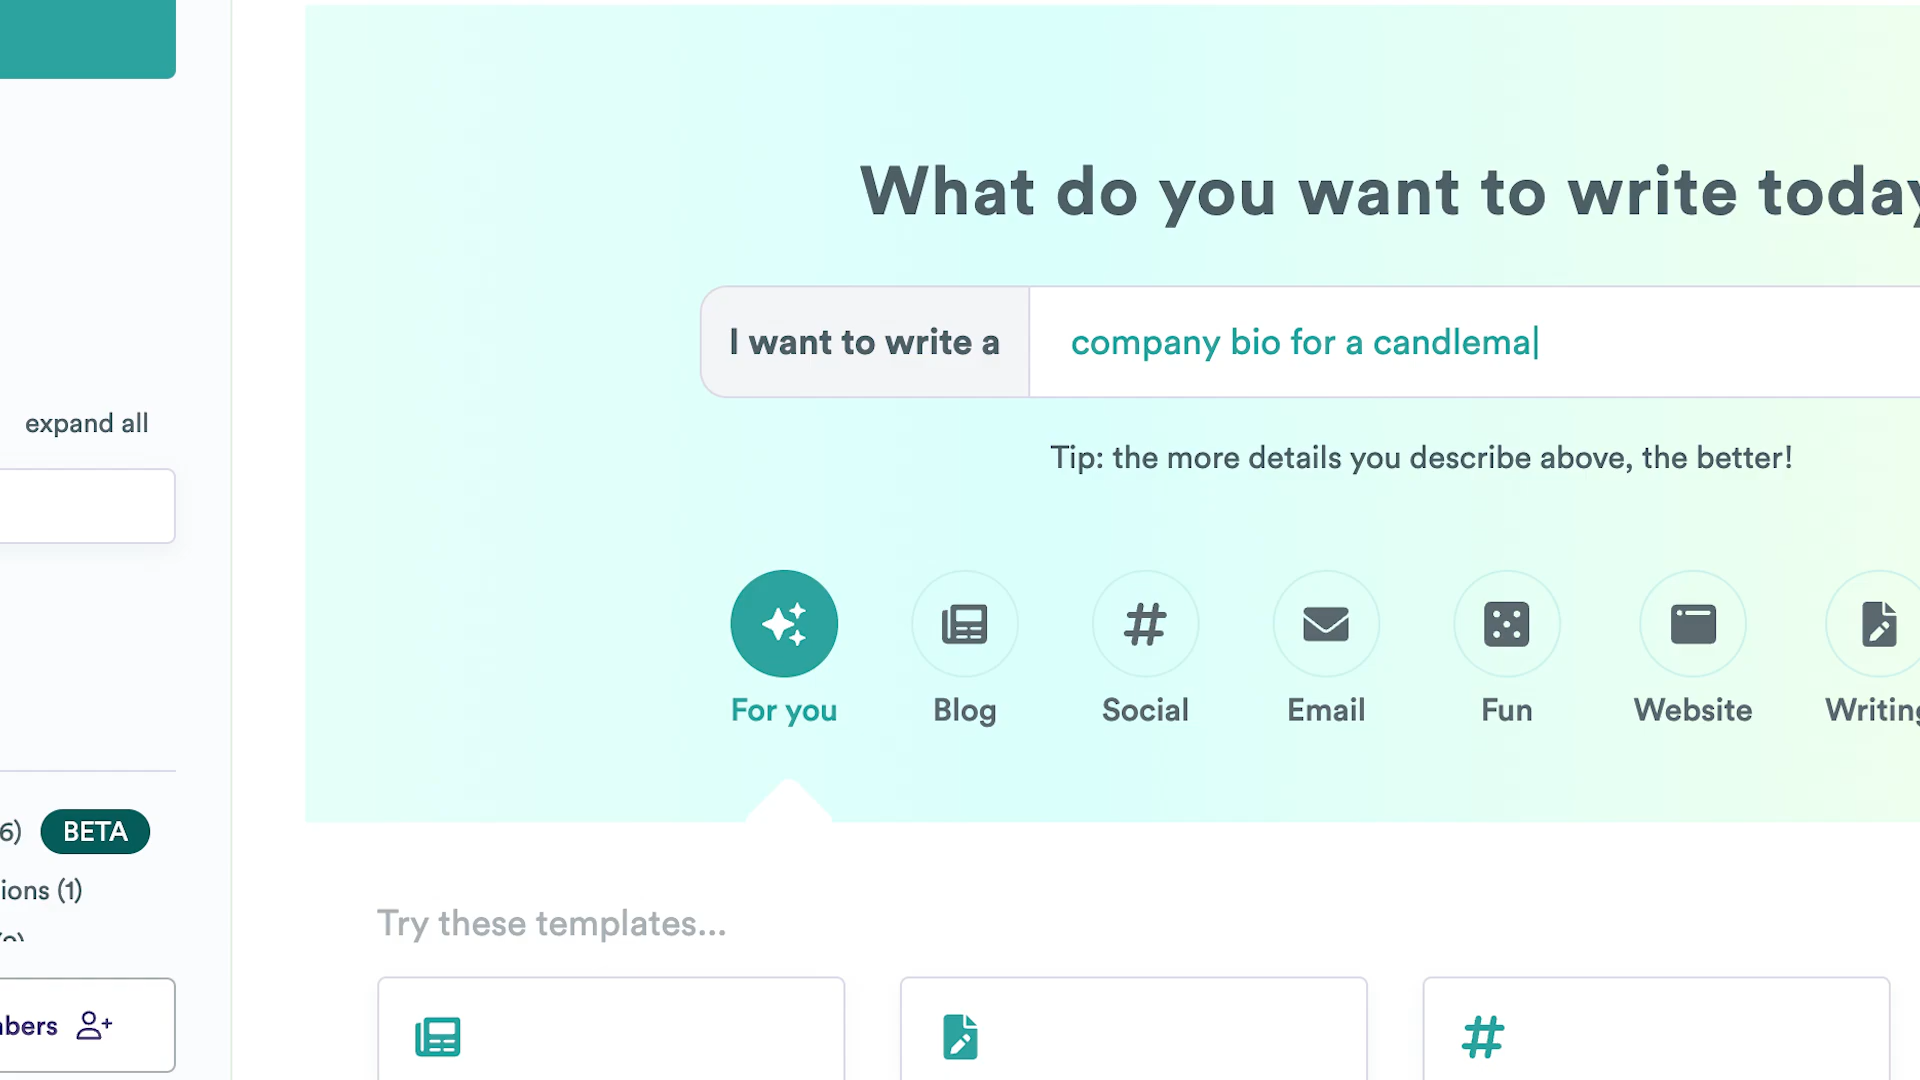 What do you want to write today
I want to write a
company bio for a candlema
Tip: the more details you describe above, the better!
expand all
For you
Blog
Social
Email
Fun
Website
Writing
6)
BETA
ions (1)
Try these templates...
bers